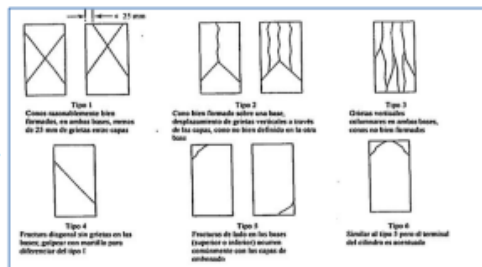 < 25 mm
Tipo 1
Conos razonablemente bien
formados, en ambas bases, menos
de 25 mm de grietas entre capas
Tipo 2
Cono bien formado sobre una base,
desplazamiento de grietas verticales a través
de las capas, cono no bien definido en la otra
base
Tipo 3
Grietas verticales
columnares en ambas bases,
conos no bien formados
Tipo 4
Fractura diagonal sin grietas en las
bases; golpear con martillo para
diferenciar del tipo 1
Tipo 5
Fracturas de lado en las bases
(superior o inferior) ocurren
comúnmente con las capas de
embonado
Tipo 6
Similar al tipo 5 pero el terminal
del cilindro es acentuado